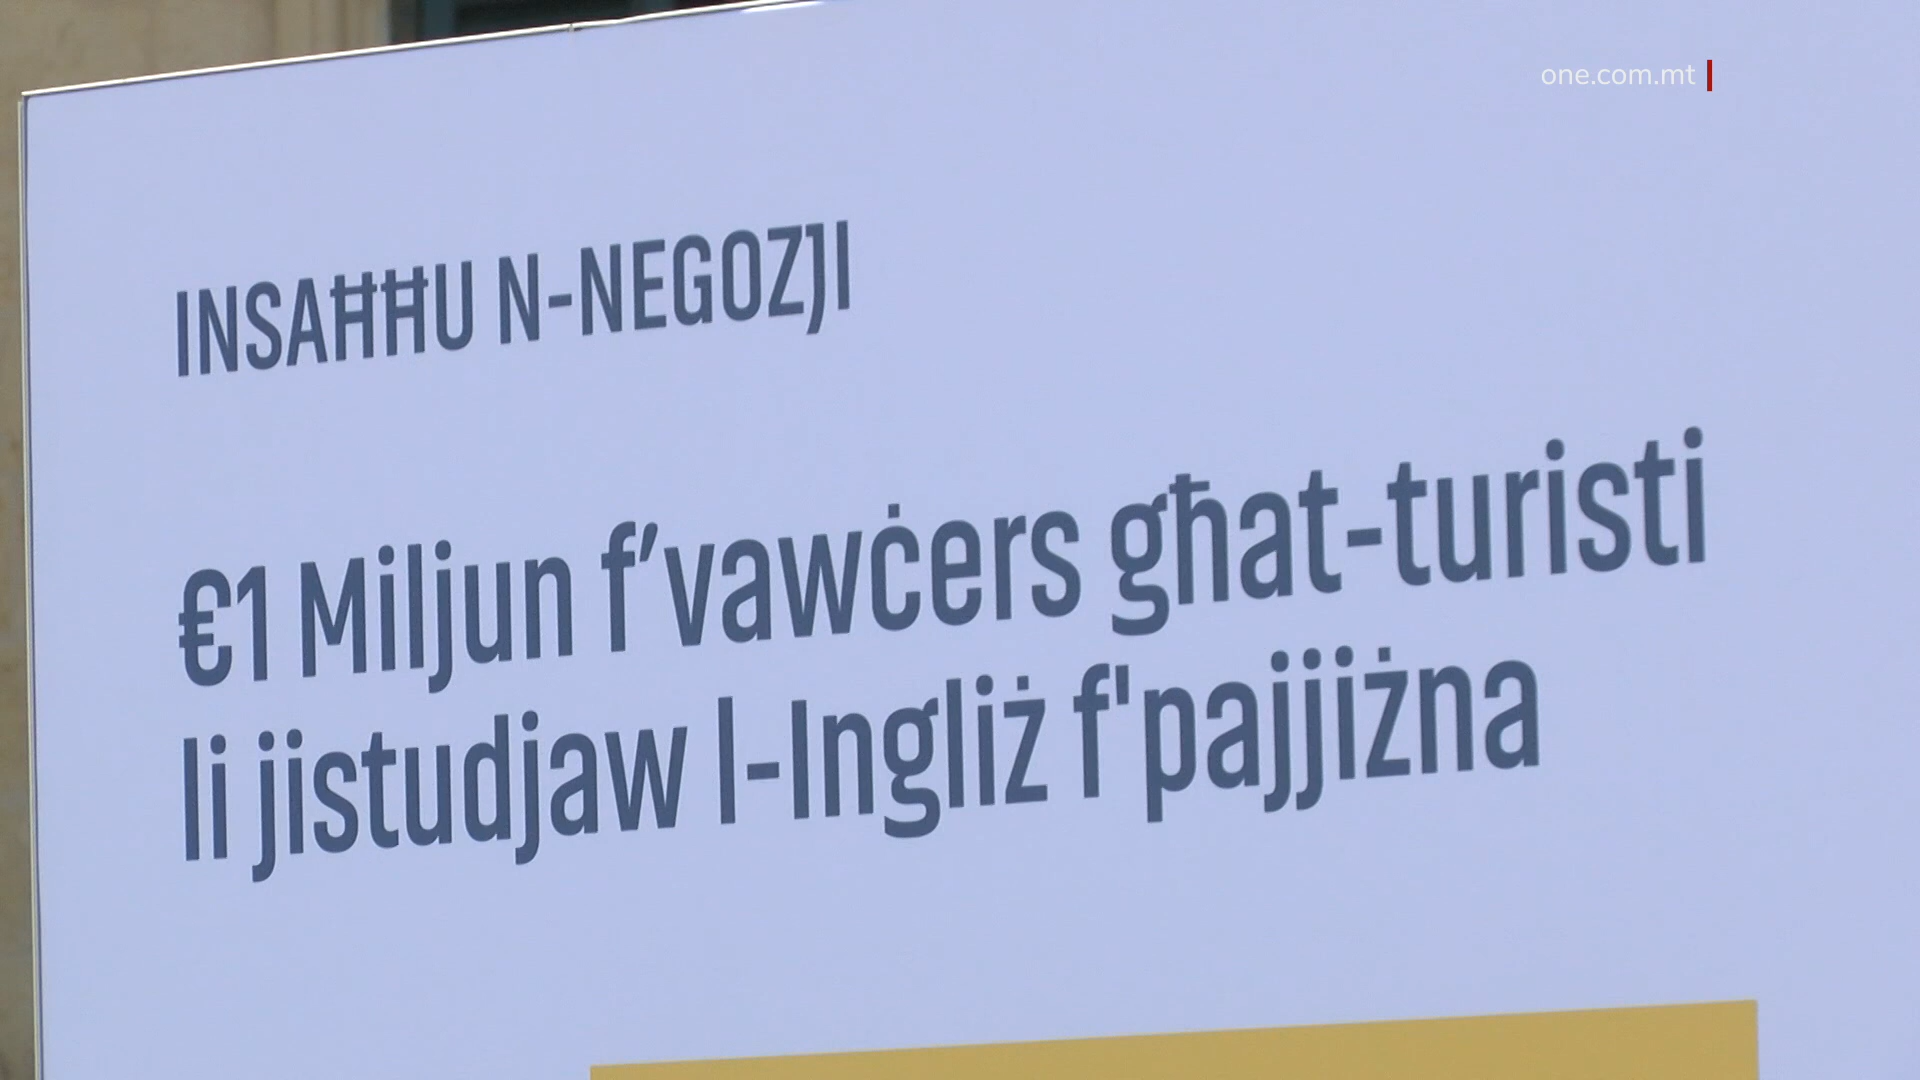 one.com.mt
INSAĦĦU N-NEGOZJI
€1 Miljun f’vawċers għat-turisti
li jistudjaw l-Ingliż f'pajjiżna